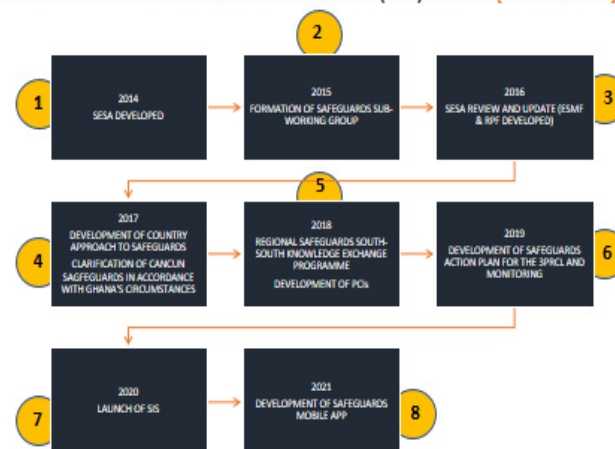 2
2014
2015
2016
1
SESA DEVELOPED
FORMATION OF SAFEGUARDS SUB-
WORKING GROUP
SESA REVIEW AND UPDATE (ESMF
& RPF DEVELOPED)
3
5
2017
DEVELOPMENT OF COUNTRY
APPROACH TO SAFEGUARDS
CLARIFICATION OF CANCUN
SAGFEGUARDS IN ACCORDANCE
WITH GHANA'S CIRCUMSTANCES
4
2018
REGIONAL SAFEGUARDS SOUTH-
SOUTH KNOWLEDGE EXCHANGE
PROGRAMME
DEVELOPMENT OF PCIs
2019
DEVELOPMENT OF SAFEGUARDS
ACTION PLAN FOR THE 3PRCL AND
MONITORING
6
7
2020
LAUNCH OF SIS
2021
DEVELOPMENT OF SAFEGUARDS
MOBILE APP
8